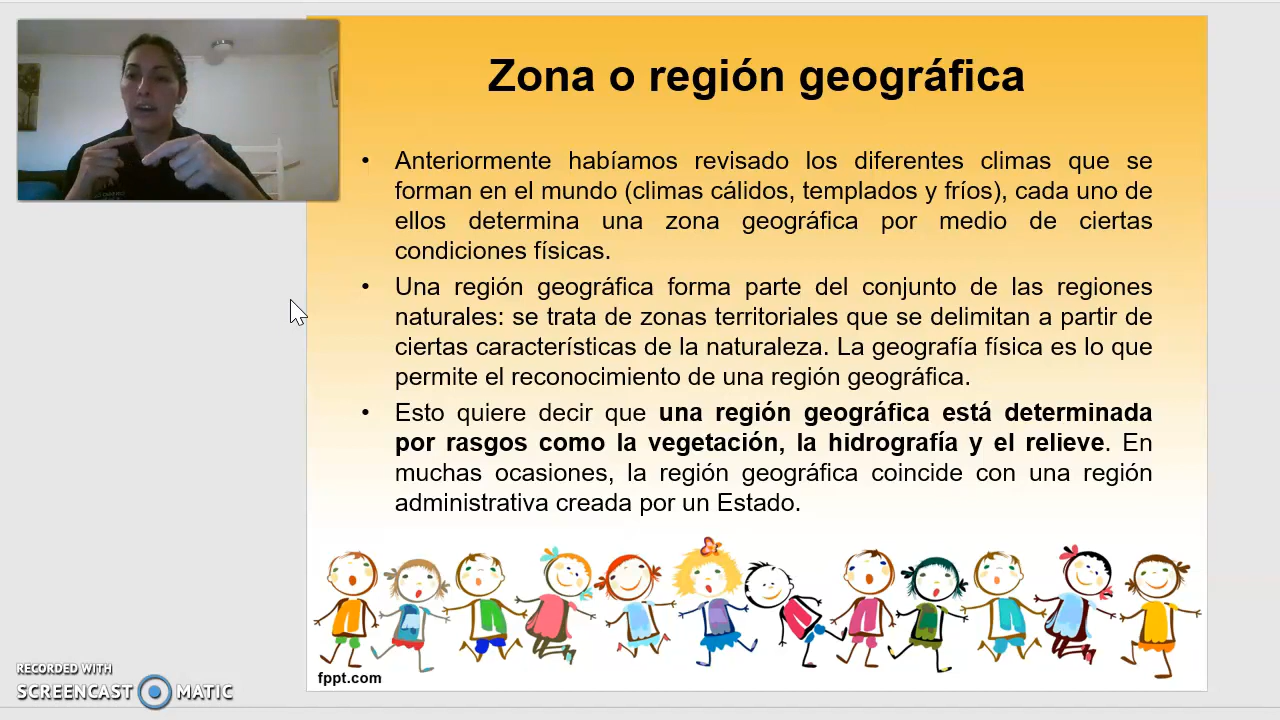 Zona o región geográfica
• Anteriormente habíamos revisado los diferentes climas que se
forman en el mundo (climas cálidos, templados y fríos), cada uno de
ellos determina una zona geográfica por medio de ciertas
condiciones físicas.
• Una región geográfica forma parte del conjunto de las regiones
naturales: se trata de zonas territoriales que se delimitan a partir de
ciertas características de la naturaleza. La geografía física es lo que
permite el reconocimiento de una región geográfica.
• Esto quiere decir que una región geográfica está determinada
por rasgos como la vegetación, la hidrografía y el relieve. En
muchas ocasiones, la región geográfica coincide con una región
administrativa creada por un Estado.
fppt.com
RECORDED WITH
SCREENCAST MATIC